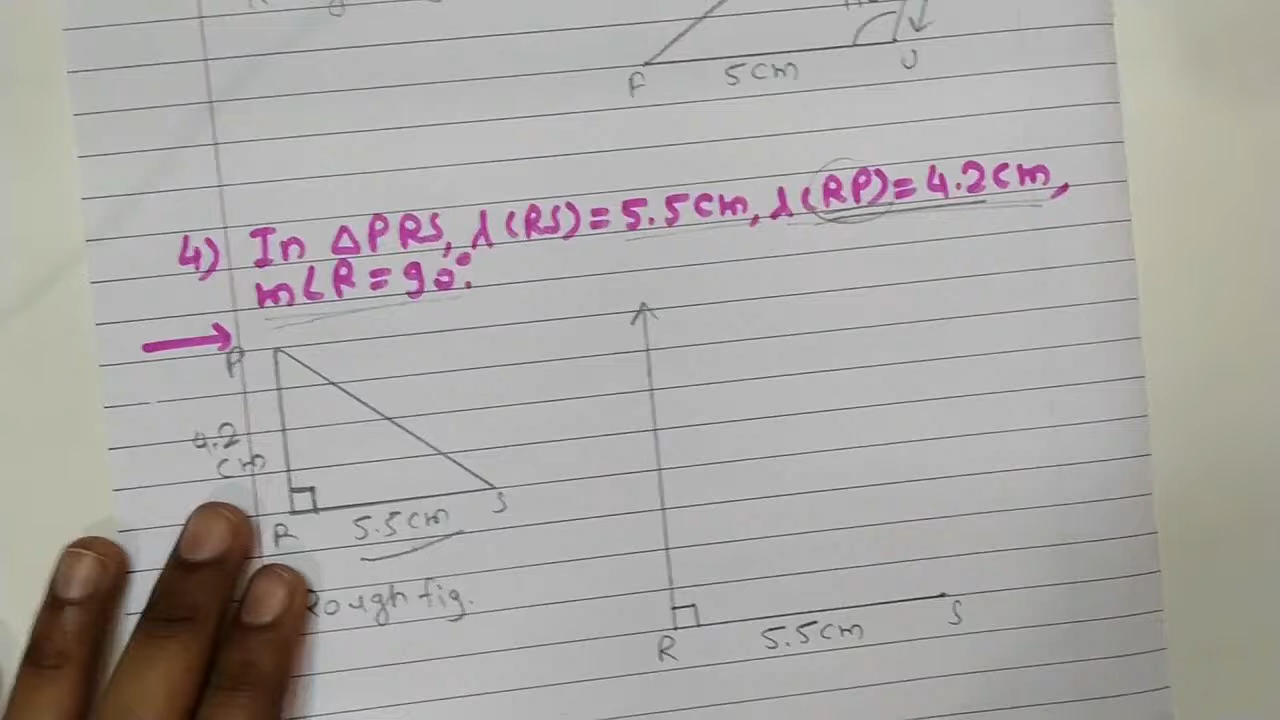 F 5cm U
4) In △PRS, l(RS) = 5.5cm, l(RP) = 4.2cm,
m∠R = 90°.
P
4.2
cm
R 5.5cm S
Rough fig.
R 5.5cm S